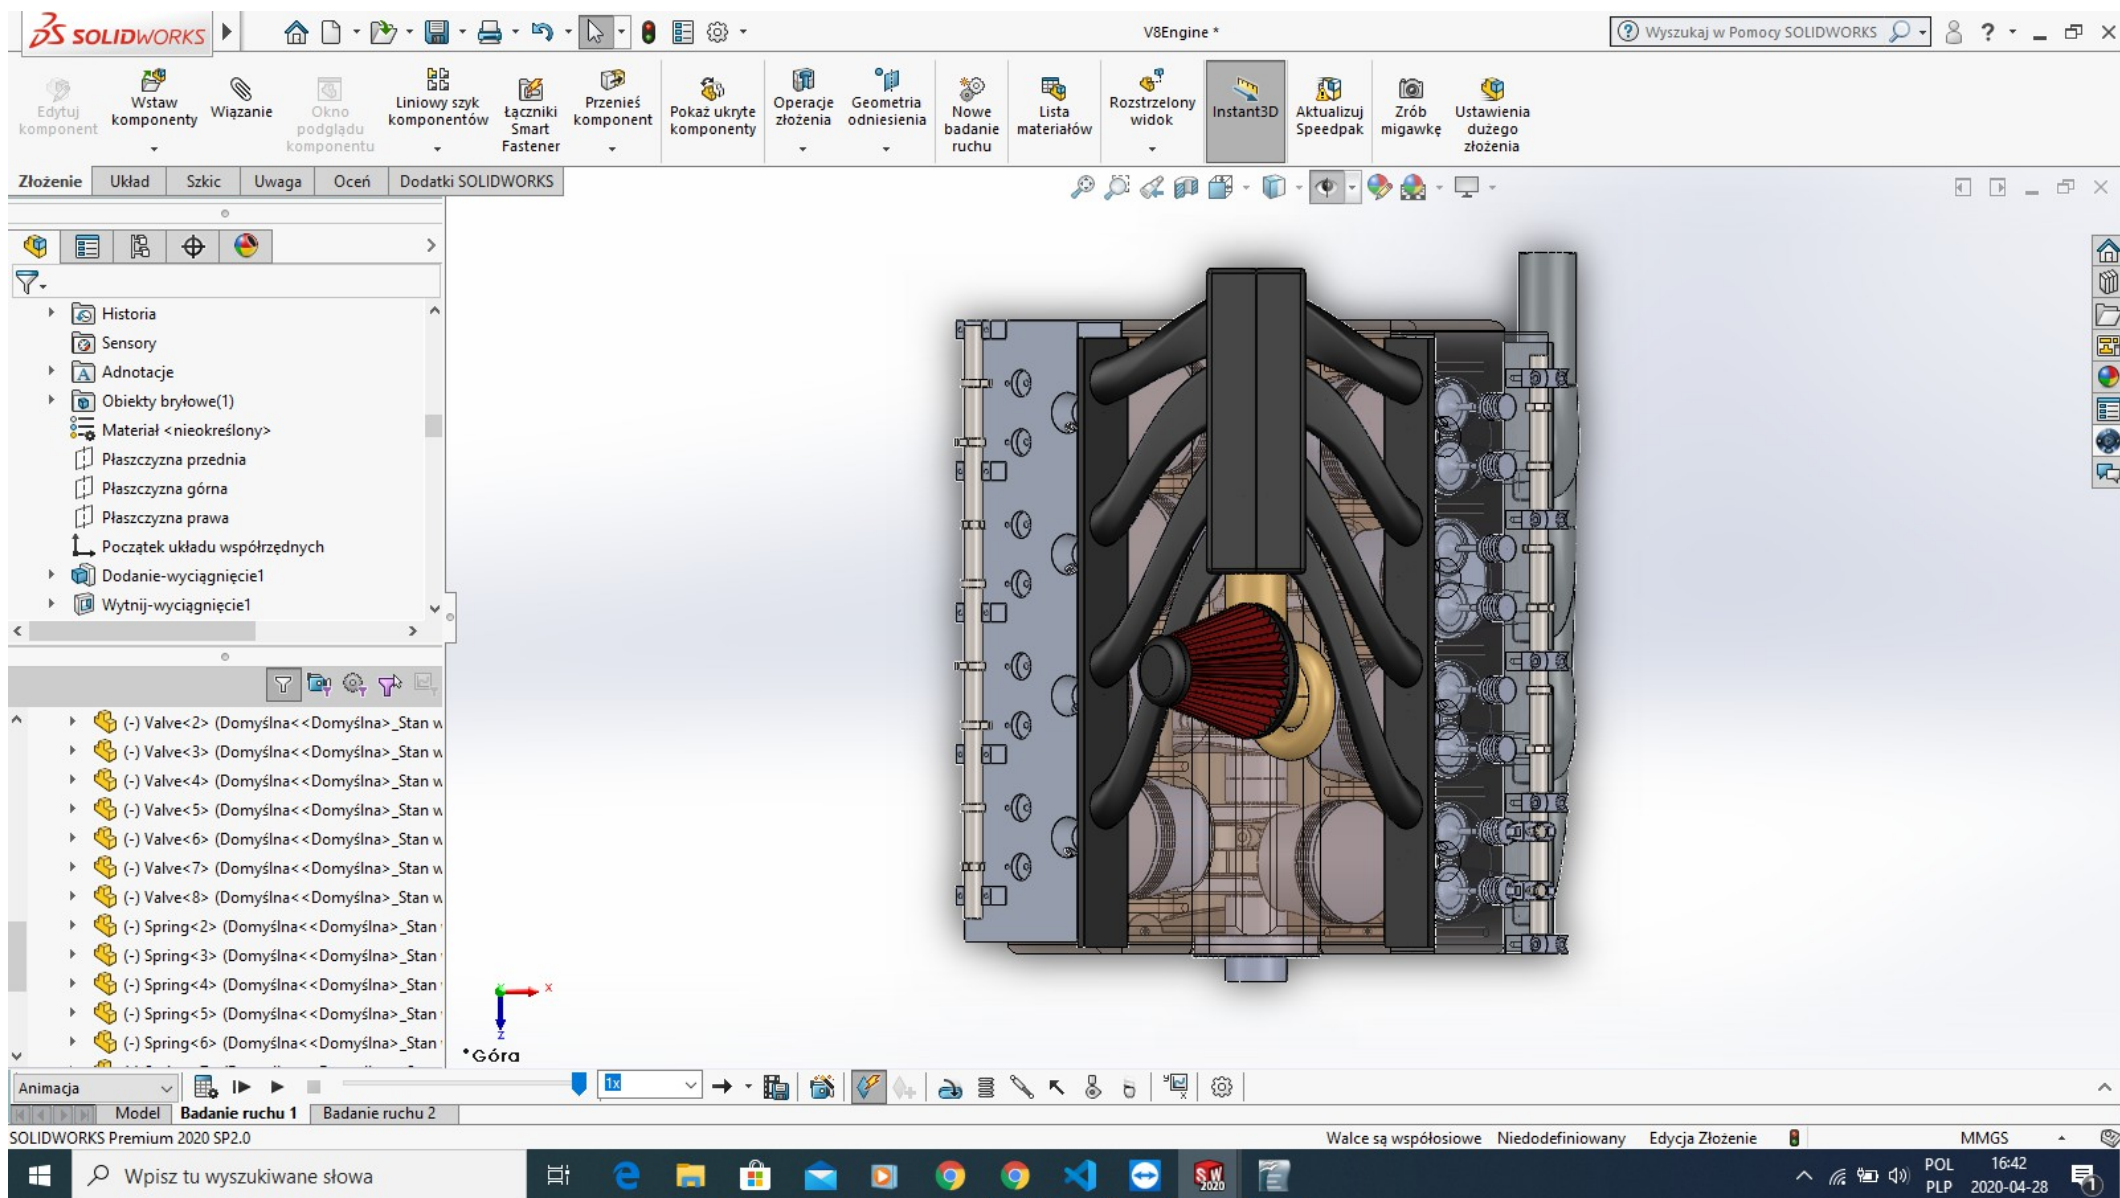 SOLIDWORKS
V8Engine *
Wyszukaj w Pomocy SOLIDWORKS
?
Edytuj
komponent
Wstaw
komponenty
Wiązanie
Okno
podglądu
komponentu
Liniowy szyk
komponentów
Łączniki
Smart
Fastener
Przenieś
komponent
Pokaż ukryte
komponenty
Operacje
złożenia
Geometria
odniesienia
Nowe
badanie
ruchu
Lista
materiałów
Rozstrzelony
widok
Instant3D
Aktualizuj
Speedpak
Zrób
migawkę
Ustawienia
dużego
złożenia
Złożenie
Układ
Szkic
Uwaga
Oceń
Dodatki SOLIDWORKS
Historia
Sensory
Adnotacje
Obiekty bryłowe(1)
Materiał <nieokreślony>
Płaszczyzna przednia
Płaszczyzna górna
Płaszczyzna prawa
Początek układu współrzędnych
Dodanie-wyciągnięcie1
Wytnij-wyciągnięcie1
(-) Valve<2> (Domyślna<<Domyślna>_Stan w
(-) Valve<3> (Domyślna<<Domyślna>_Stan w
(-) Valve<4> (Domyślna<<Domyślna>_Stan w
(-) Valve<5> (Domyślna<<Domyślna>_Stan w
(-) Valve<6> (Domyślna<<Domyślna>_Stan w
(-) Valve<7> (Domyślna<<Domyślna>_Stan w
(-) Valve<8> (Domyślna<<Domyślna>_Stan w
(-) Spring<2> (Domyślna<<Domyślna>_Stan
(-) Spring<3> (Domyślna<<Domyślna>_Stan
(-) Spring<4> (Domyślna<<Domyślna>_Stan
(-) Spring<5> (Domyślna<<Domyślna>_Stan
(-) Spring<6> (Domyślna<<Domyślna>_Stan
X
Z
*Góra
Animacja
1x
Model
Badanie ruchu 1
Badanie ruchu 2
SOLIDWORKS Premium 2020 SP2.0
Walce są współosiowe
Niedodefiniowany
Edycja Złożenie
MMGS
Wpisz tu wyszukiwane słowa
SW
2020
POL
PLP
16:42
2020-04-28
1